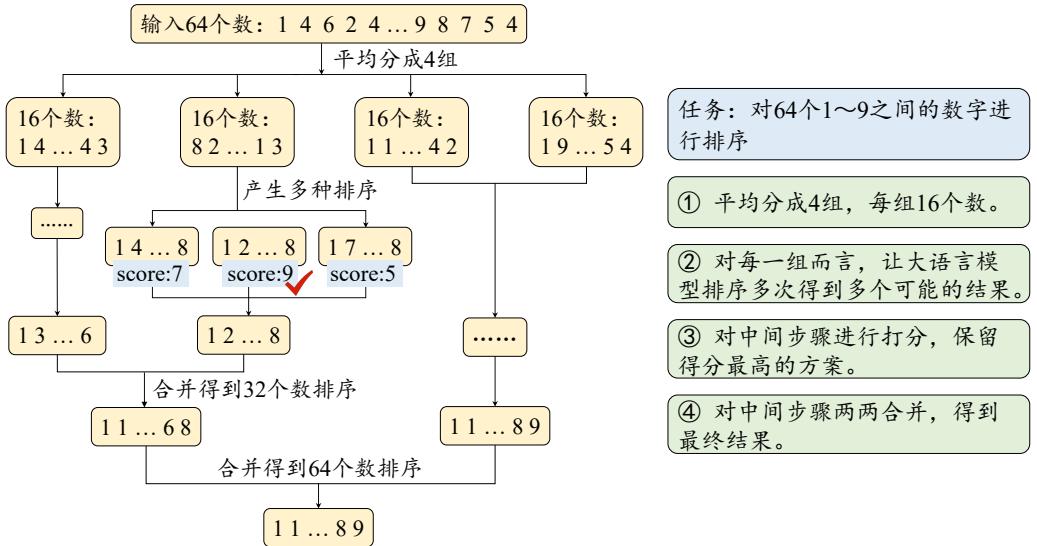 输入64个数：1 4 6 2 4 … 9 8 7 5 4
平均分成4组
16个数：
1 4 … 4 3
16个数：
8 2 … 1 3
16个数：
1 1 … 4 2
16个数：
1 9 … 5 4
产生多种排序
……
1 4 … 8
score:7
1 2 … 8
score:9
1 7 … 8
score:5
1 3 … 6
1 2 … 8
……
合并得到32个数排序
1 1 … 6 8
1 1 … 8 9
合并得到64个数排序
1 1 … 8 9
任务：对64个1～9之间的数字进
行排序
① 平均分成4组，每组16个数。
② 对每一组而言，让大语言模
型排序多次得到多个可能的结果。
③ 对中间步骤进行打分，保留
得分最高的方案。
④ 对中间步骤两两合并，得到
最终结果。